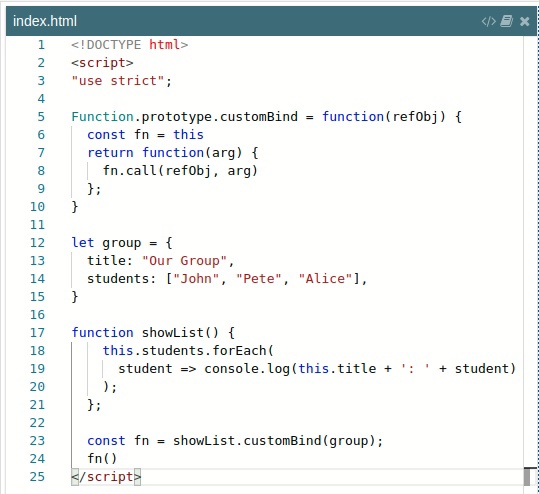 index.html
1 <!DOCTYPE html>
2 <script>
3 "use strict";
4
5 Function.prototype.customBind = function(refObj) {
6   const fn = this
7   return function(arg) {
8     fn.call(refObj, arg)
9   };
10 }
11
12 let group = {
13   title: "Our Group",
14   students: ["John", "Pete", "Alice"],
15 }
16
17 function showList() {
18     this.students.forEach(
19       student => console.log(this.title + ': ' + student)
20     );
21   };
22
23   const fn = showList.customBind(group);
24   fn()
25 </script>